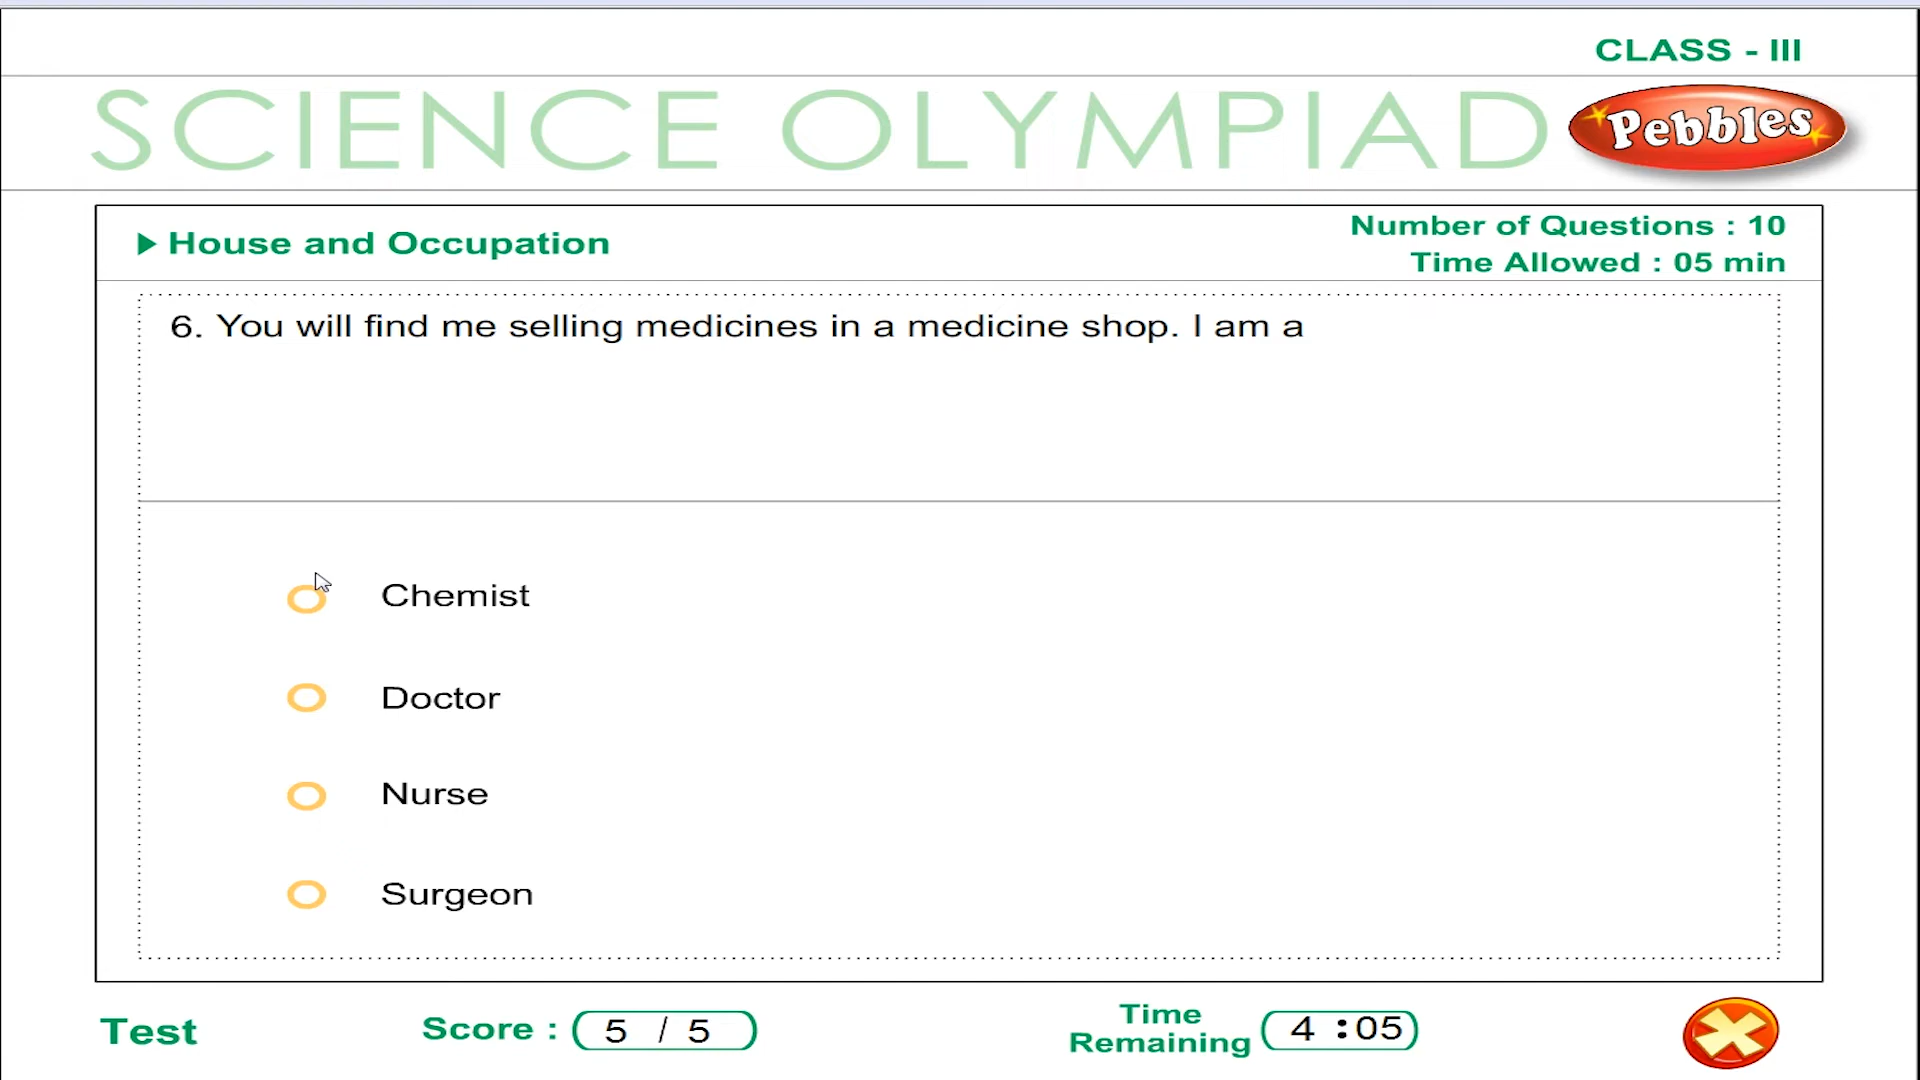 CLASS - III
SCIENCE OLYMPIAD
Pebbles
House and Occupation
Number of Questions : 10
Time Allowed : 05 min
6. You will find me selling medicines in a medicine shop. I am a
Chemist
Doctor
Nurse
Surgeon
Test
Score : 5 / 5
Time Remaining 4 :05